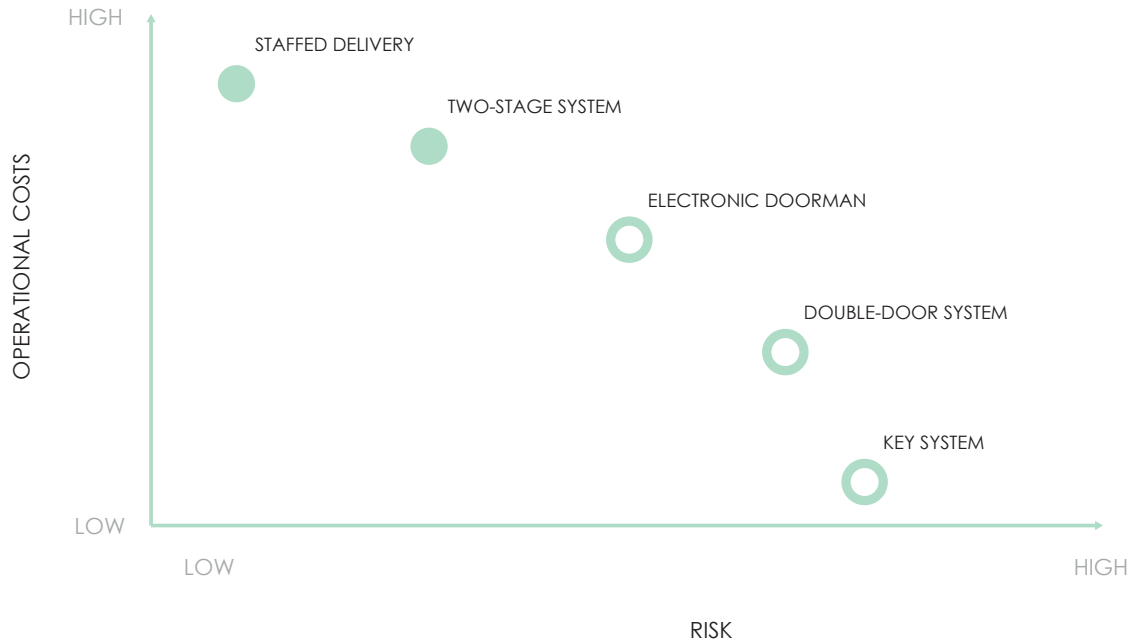 HIGH
STAFFED DELIVERY
TWO-STAGE SYSTEM
OPERATIONAL COSTS
ELECTRONIC DOORMAN
DOUBLE-DOOR SYSTEM
KEY SYSTEM
LOW
LOW
HIGH
RISK